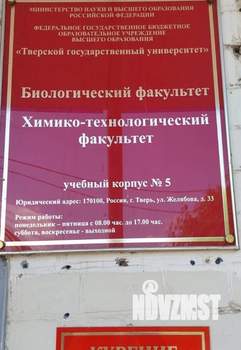 МИНИСТЕРСТВО НАУКИ И ВЫСШЕГО ОБРАЗОВАНИЯ
РОССИЙСКОЙ ФЕДЕРАЦИИ
ФЕДЕРАЛЬНОЕ ГОСУДАРСТВЕННОЕ БЮДЖЕТНОЕ
ОБРАЗОВАТЕЛЬНОЕ УЧРЕЖДЕНИЕ
ВЫСШЕГО ОБРАЗОВАНИЯ
«Тверской государственный университет»
Биологический факультет
Химико-технологический
факультет
учебный корпус № 5
Юридический адрес: 170100, Россия, г. Тверь, ул. Желябова, д. 33
Режим работы:
понедельник – пятница с 08.00 час. до 17.00 час.
суббота, воскресенье - выходной
NDVZMST
КУРЕНИЕ